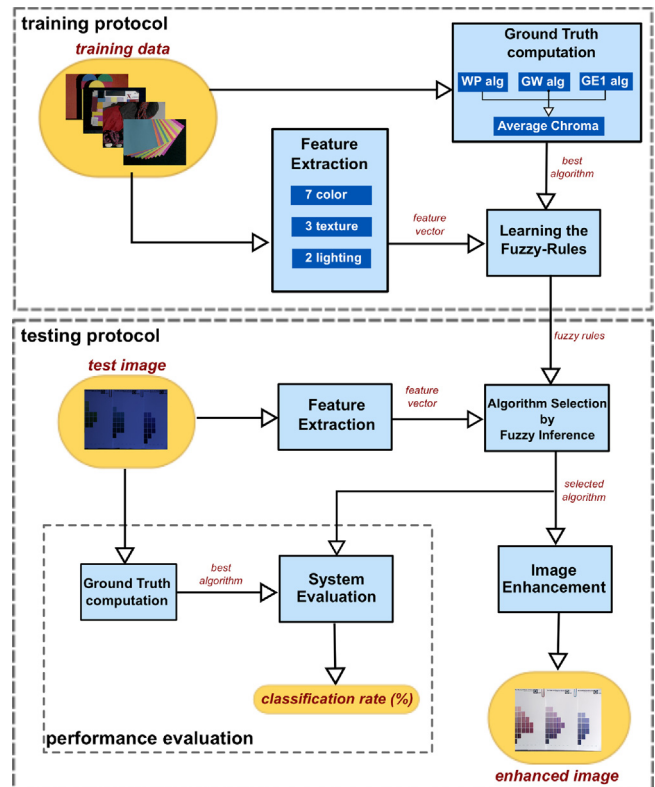 training protocol
training data
Ground Truth
computation
WP alg
GW alg
GE1 alg
Average Chroma
Feature
Extraction
7 color
3 texture
2 lighting
feature
vector
best
algorithm
Learning the
Fuzzy-Rules
fuzzy rules
testing protocol
test image
Feature
Extraction
feature
vector
Algorithm Selection
by
Fuzzy Inference
selected
algorithm
Ground Truth
computation
best
algorithm
System
Evaluation
Image
Enhancement
classification rate (%)
performance evaluation
enhanced image